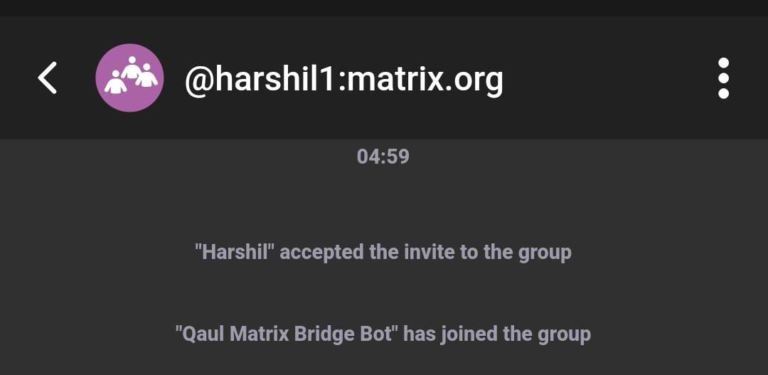 @harshil1:matrix.org
04:59
"Harshil" accepted the invite to the group
"Qaul Matrix Bridge Bot" has joined the group